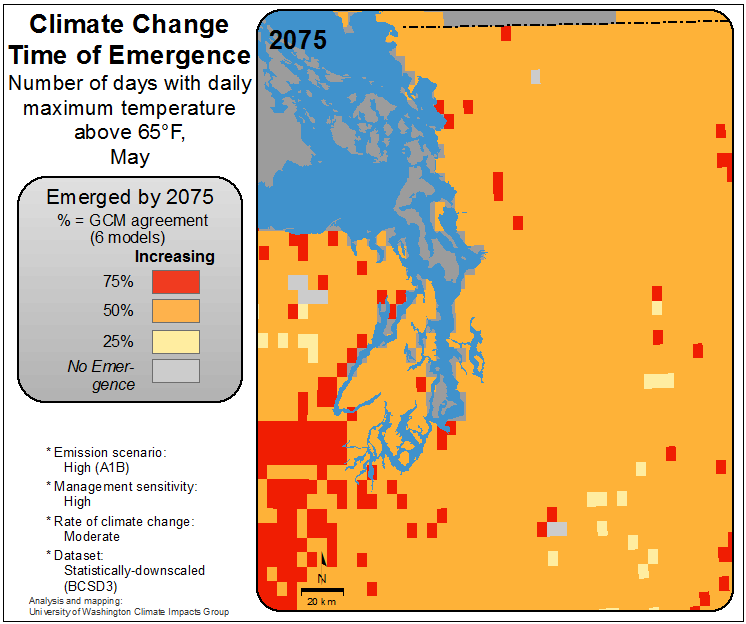 Climate Change
Time of Emergence
Number of days with daily
maximum temperature
above 65°F,
May
2075
Emerged by 2075
% = GCM agreement
(6 models)
Increasing
75%
50%
25%
No Emer-
gence
* Emission scenario:
High (A1B)
* Management sensitivity:
High
* Rate of climate change:
Moderate
* Dataset:
Statistically-downscaled
(BCSD3)
Analysis and mapping:
University of Washington Climate Impacts Group
N
20 km